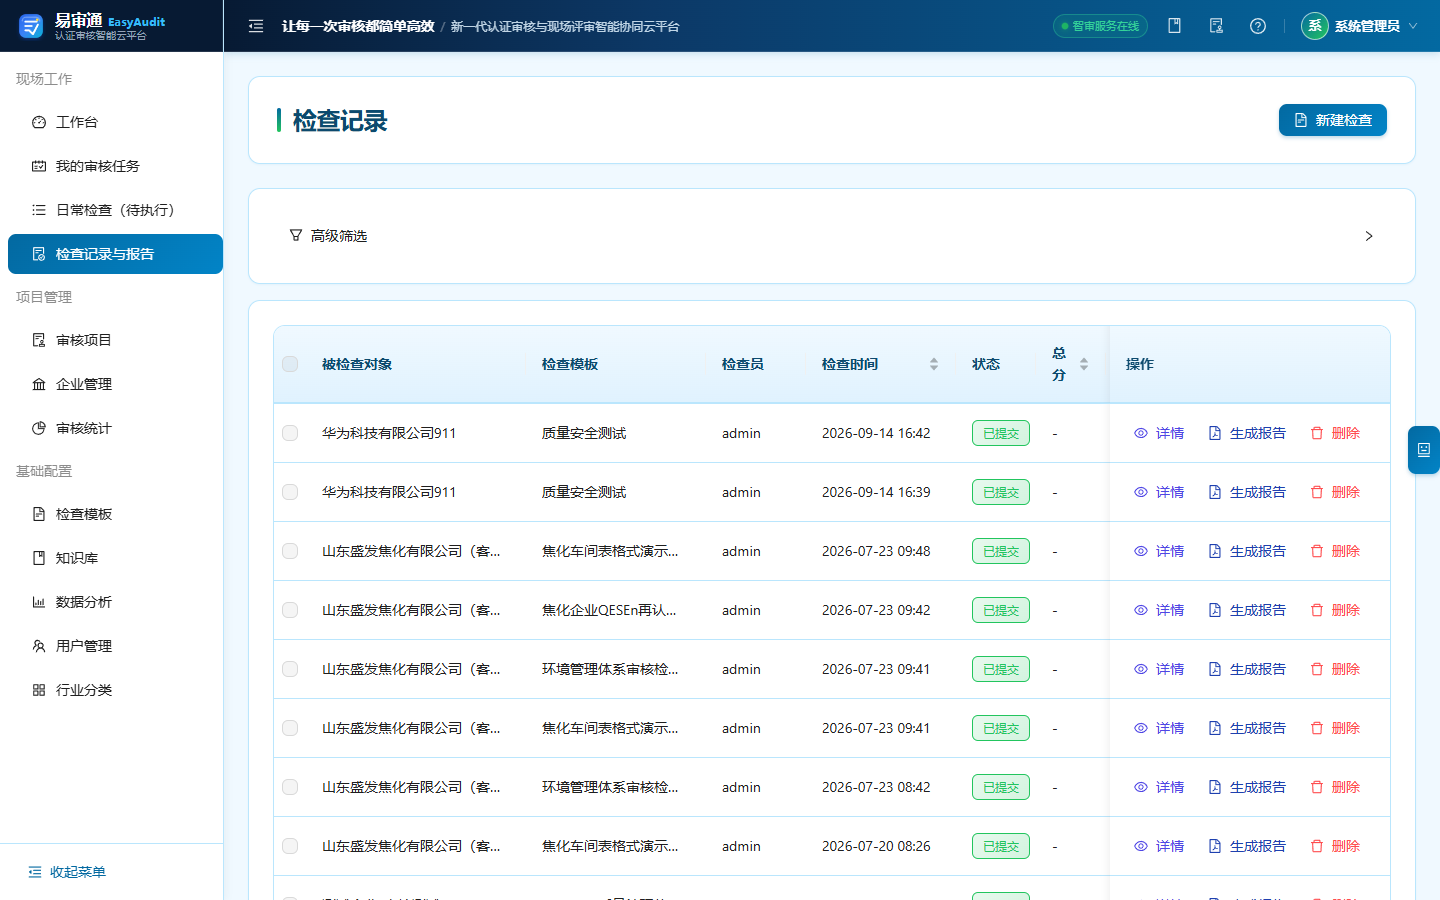 易审通 EasyAudit
认证审核智能云平台
让每一次审核都简单高效 / 新一代认证审核与现场评审智能协同云平台
智审服务在线
系 系统管理员
现场工作
工作台
我的审核任务
日常检查（待执行）
检查记录与报告
项目管理
审核项目
企业管理
审核统计
基础配置
检查模板
知识库
数据分析
用户管理
行业分类
收起菜单
检查记录
新建检查
高级筛选
被检查对象 检查模板 检查员 检查时间 状态 总分 操作
华为科技有限公司911 质量安全测试 admin 2026-09-14 16:42 已提交 - 详情 生成报告 删除
华为科技有限公司911 质量安全测试 admin 2026-09-14 16:39 已提交 - 详情 生成报告 删除
山东盛发焦化有限公司（客... 焦化车间表格式演示... admin 2026-07-23 09:48 已提交 - 详情 生成报告 删除
山东盛发焦化有限公司（客... 焦化企业QESEn再认... admin 2026-07-23 09:42 已提交 - 详情 生成报告 删除
山东盛发焦化有限公司（客... 环境管理体系审核检... admin 2026-07-23 09:41 已提交 - 详情 生成报告 删除
山东盛发焦化有限公司（客... 焦化车间表格式演示... admin 2026-07-23 09:41 已提交 - 详情 生成报告 删除
山东盛发焦化有限公司（客... 环境管理体系审核检... admin 2026-07-23 08:42 已提交 - 详情 生成报告 删除
山东盛发焦化有限公司（客... 焦化车间表格式演示... admin 2026-07-20 08:26 已提交 - 详情 生成报告 删除